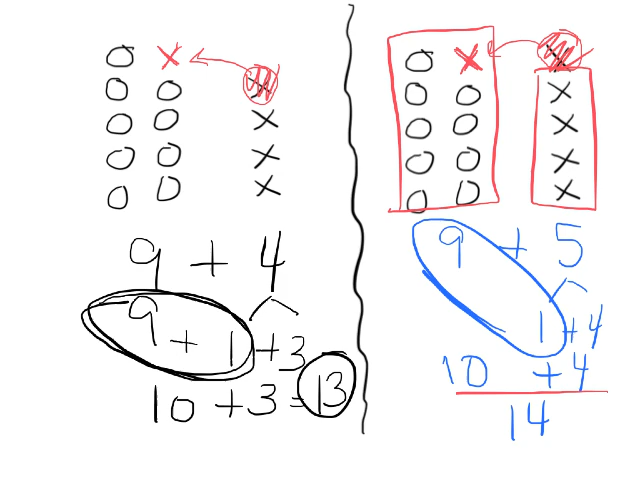 9 + 4
9 + 1 + 3
10 + 3 = 13
9 + 5
1 + 4
10 + 4
14